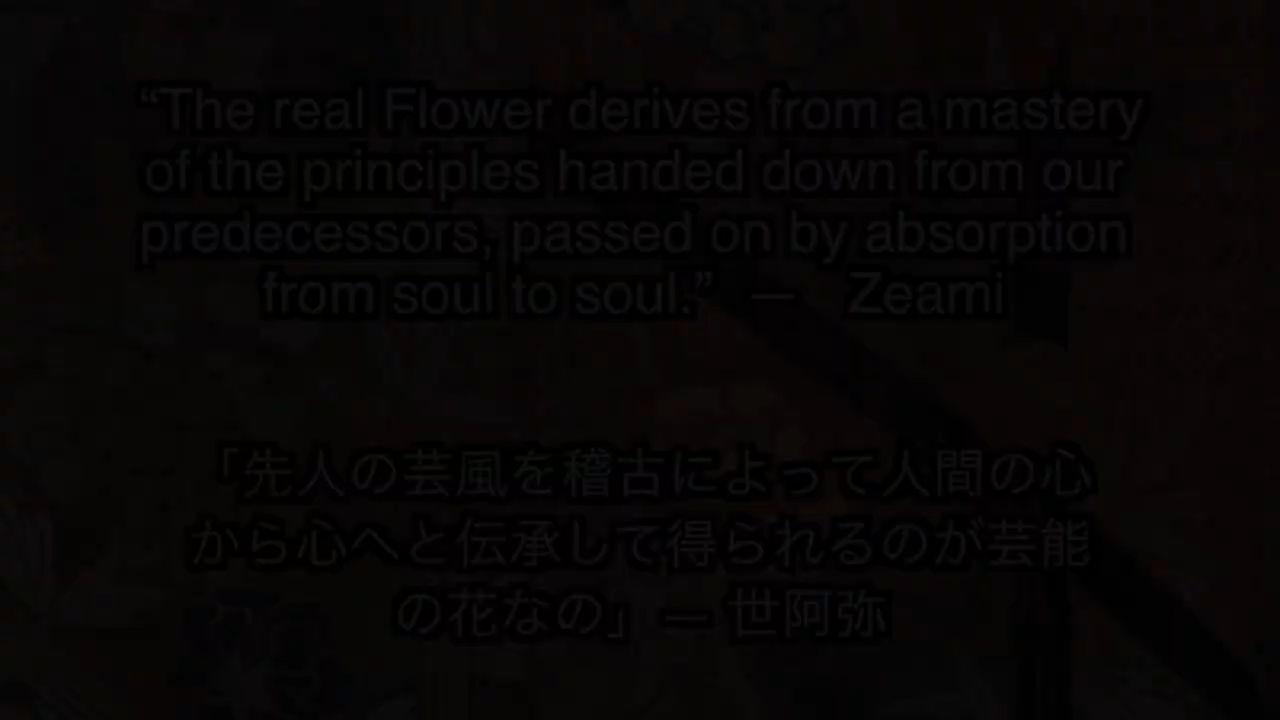 “The real Flower derives from a mastery
of the principles handed down from our
predecessors, passed on by absorption
from soul to soul.” — Zeami
「先人の芸風を稽古によって人間の心
から心へと伝承して得られるのが芸能
の花なの」— 世阿弥